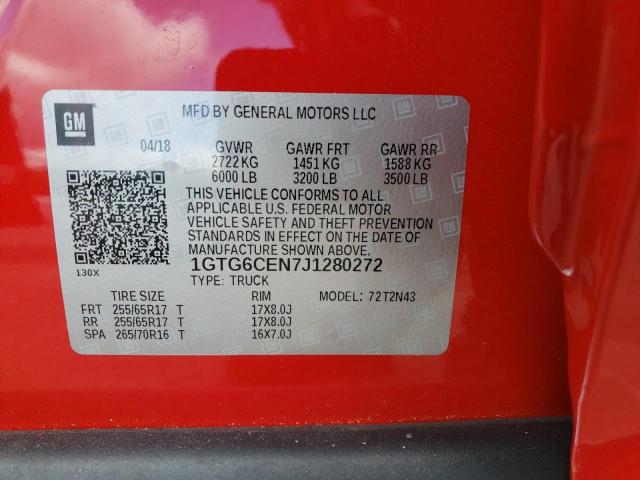 GM
MFD BY GENERAL MOTORS LLC
04/18 GVWR GAWR FRT GAWR RR
2722 KG 1451 KG 1588 KG
6000 LB 3200 LB 3500 LB
THIS VEHICLE CONFORMS TO ALL
APPLICABLE U.S. FEDERAL MOTOR
VEHICLE SAFETY AND THEFT PREVENTION
STANDARDS IN EFFECT ON THE DATE OF
MANUFACTURE SHOWN ABOVE.
130X
1GTG6CEN7J1280272
TYPE: TRUCK
TIRE SIZE RIM MODEL: 72T2N43
FRT 255/65R17 T 17X8.0J
RR 255/65R17 T 17X8.0J
SPA 265/70R16 T 16X7.0J